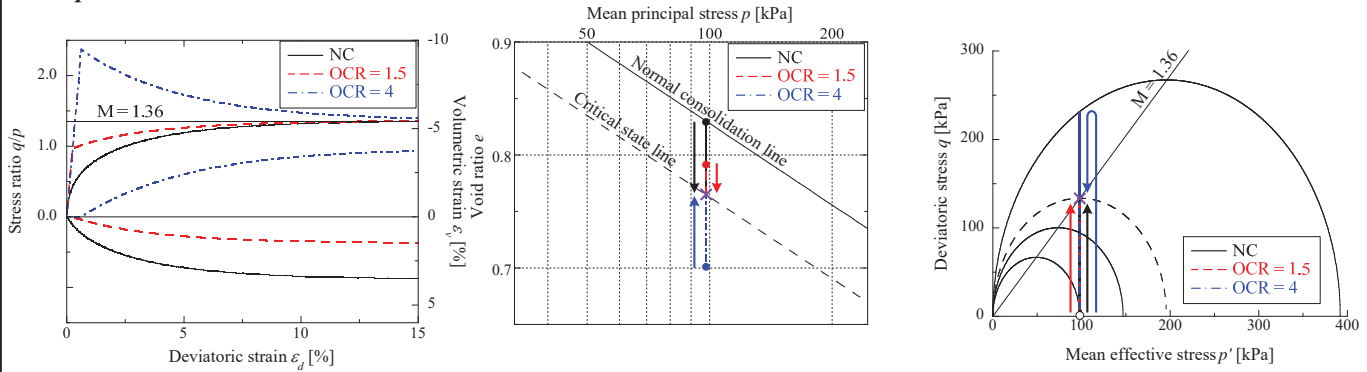 NC
OCR = 1.5
OCR = 4
M = 1.36
2.0
1.0
0.0
-10
-5
0
5
0
5
10
15
Stress ratio q/p
Volumetric strain εv [%]
Deviatoric strain εd [%]
Mean principal stress p [kPa]
50
100
200
NC
OCR = 1.5
OCR = 4
Normal consolidation line
Critical state line
0.9
0.8
0.7
Void ratio e
300
200
100
0
M = 1.36
NC
OCR = 1.5
OCR = 4
Deviatoric stress q [kPa]
0
100
200
300
400
Mean effective stress p' [kPa]